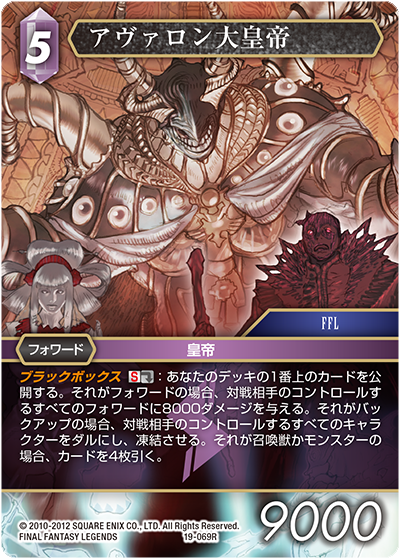 5
アヴァロン大皇帝
FFL
フォワード
皇帝
ブラックボックス S：あなたのデッキの1番上のカードを公
開する。それがフォワードの場合、対戦相手のコントロールす
るすべてのフォワードに8000ダメージを与える。それがバッ
クアップの場合、対戦相手のコントロールするすべてのキャラ
クターをダルにし、凍結させる。それが召喚獣かモンスターの
場合、カードを4枚引く。
© 2010-2012 SQUARE ENIX CO., LTD. All Rights Reserved.
FINAL FANTASY LEGENDS 19-069R
9000